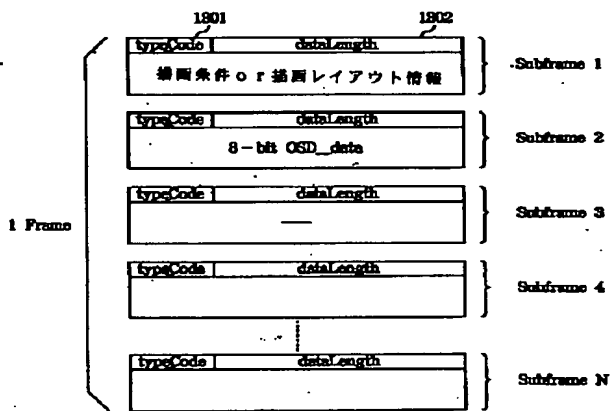 1801 1802
typeCode dataLength
描画条件 or 描画レイアウト情報
Subframe 1
typeCode dataLength
8-bit OSD_data
Subframe 2
typeCode dataLength
Subframe 3
1 Frame
typeCode dataLength
Subframe 4
typeCode dataLength
Subframe N